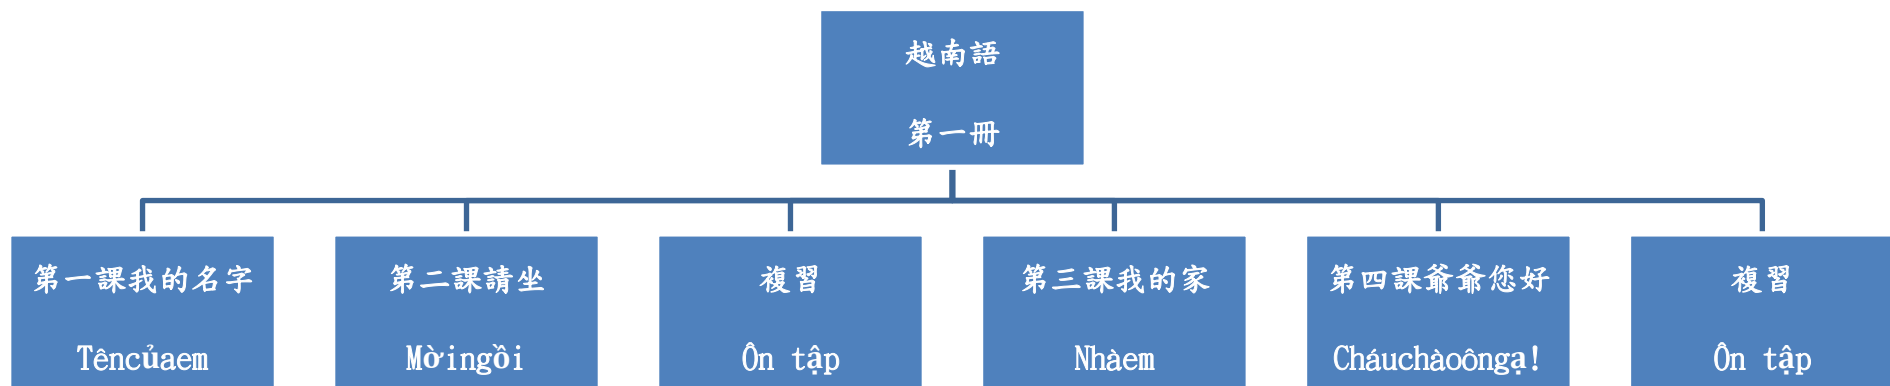 越南語
第一冊
第一課我的名字
Têncủaem
第二課請坐
Mờingồi
複習
Ôn tập
第三課我的家
Nhàem
第四課爺爺您好
Cháuchàoôngạ!
複習
Ôn tập